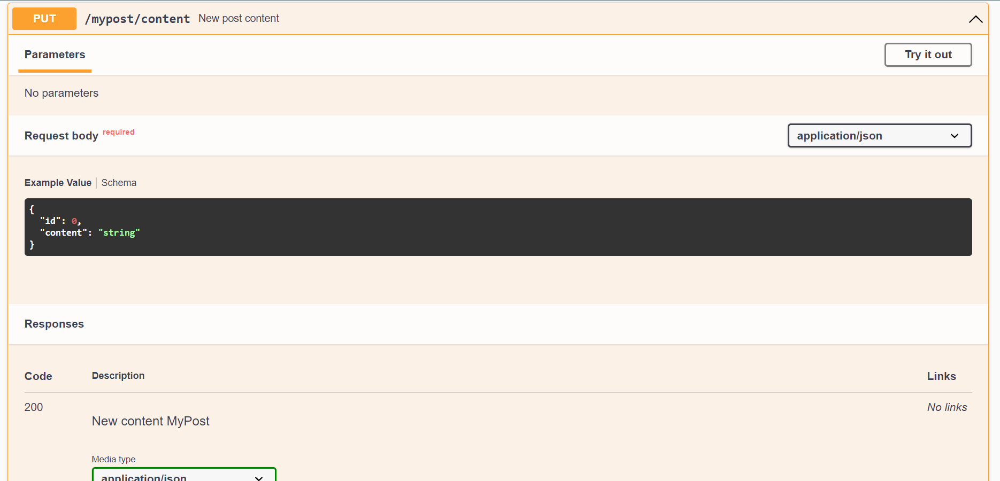 PUT /mypost/content New post content
Parameters
Try it out
No parameters
Request body required
application/json
Example Value Schema
{
"id": 0,
"content": "string"
}
Responses
Code Description Links
200 No links
New content MyPost
Media type
application/json